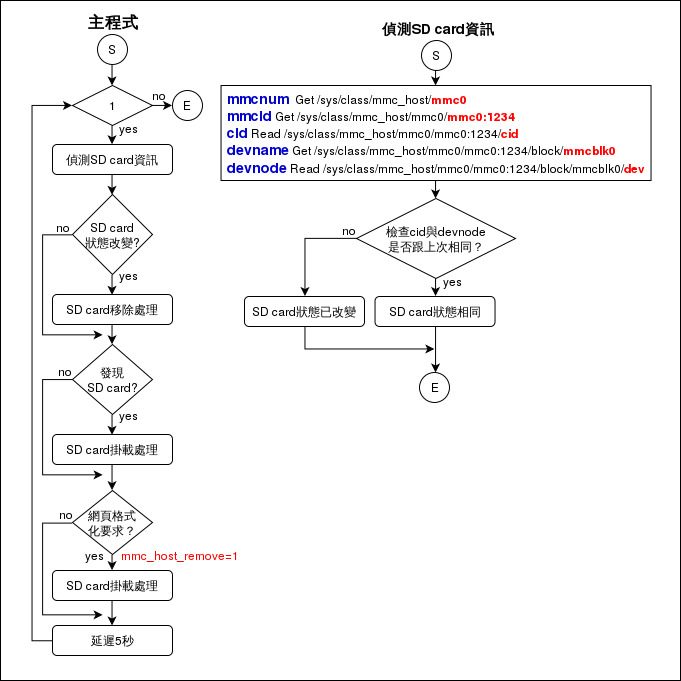 主程式
S
1
no
E
yes
偵測SD card資訊
SD card
狀態改變?
no
yes
SD card移除處理
發現
SD card?
no
yes
SD card掛載處理
網頁格式
化要求？
no
yes
mmc_host_remove=1
SD card掛載處理
延遲5秒
偵測SD card資訊
S
mmcnum Get /sys/class/mmc_host/mmc0
mmcid Get /sys/class/mmc_host/mmc0/mmc0:1234
cid Read /sys/class/mmc_host/mmc0/mmc0:1234/cid
devname Get /sys/class/mmc_host/mmc0/mmc0:1234/block/mmcblk0
devnode Read /sys/class/mmc_host/mmc0/mmc0:1234/block/mmcblk0/dev
檢查cid與devnode
是否跟上次相同？
no
yes
SD card狀態已改變
SD card狀態相同
E